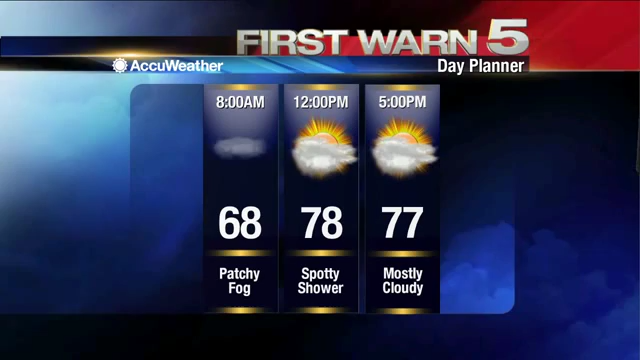 FIRST WARN 5
AccuWeather
Day Planner
8:00AM
12:00PM
5:00PM
68
78
77
Patchy
Fog
Spotty
Shower
Mostly
Cloudy